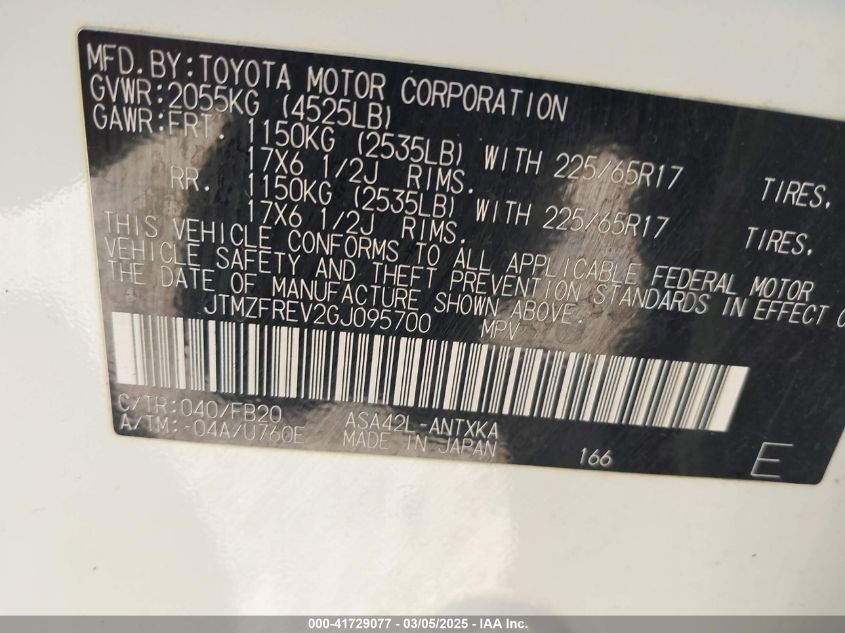 MFD. BY: TOYOTA MOTOR CORPORATION
GVWR: 2055KG (4525LB)
GAWR: FRT. 1150KG (2535LB) WITH 225/65R17 TIRES,
17X6 1/2J RIMS.
RR. 1150KG (2535LB) WITH 225/65R17 TIRES,
17X6 1/2J RIMS.
THIS VEHICLE CONFORMS TO ALL APPLICABLE FEDERAL MOTOR
VEHICLE SAFETY AND THEFT PREVENTION STANDARDS IN EFFECT
THE DATE OF MANUFACTURE SHOWN ABOVE.
JTMZFREV2GJ095700 MPV
C/TR: 040/FB20 ASA42L-ANTXKA
A/TM: -04A/U760E MADE IN JAPAN
166 E
000-41729077 — 03/05/2025 — IAA Inc.